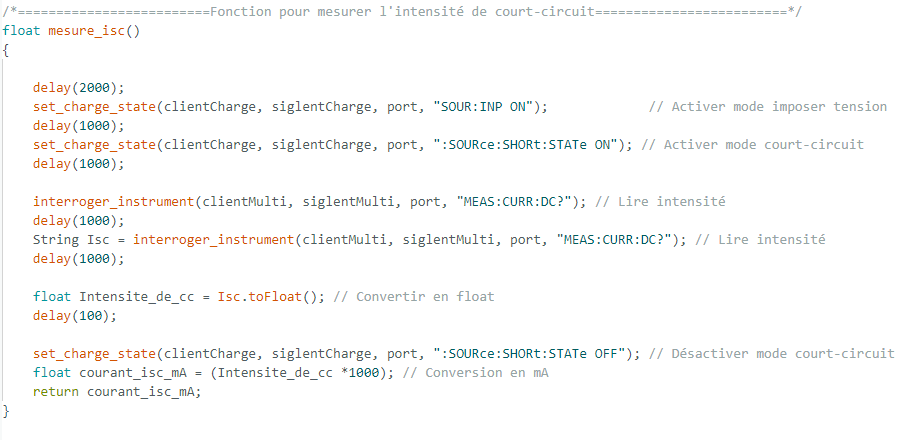 /*=========================Fonction pour mesurer l'intensité de court-circuit=========================*/
float mesure_isc()
{
delay(2000);
set_charge_state(clientCharge, siglentCharge, port, "SOUR:INP ON"); // Activer mode imposer tension
delay(1000);
set_charge_state(clientCharge, siglentCharge, port, ":SOURce:SHORt:STATe ON"); // Activer mode court-circuit
delay(1000);
interroger_instrument(clientMulti, siglentMulti, port, "MEAS:CURR:DC?"); // Lire intensité
delay(1000);
String Isc = interroger_instrument(clientMulti, siglentMulti, port, "MEAS:CURR:DC?"); // Lire intensité
delay(1000);
float Intensite_de_cc = Isc.toFloat(); // Convertir en float
delay(100);
set_charge_state(clientCharge, siglentCharge, port, ":SOURce:SHORt:STATe OFF"); // Désactiver mode court-circuit
float courant_isc_mA = (Intensite_de_cc *1000); // Conversion en mA
return courant_isc_mA;
}